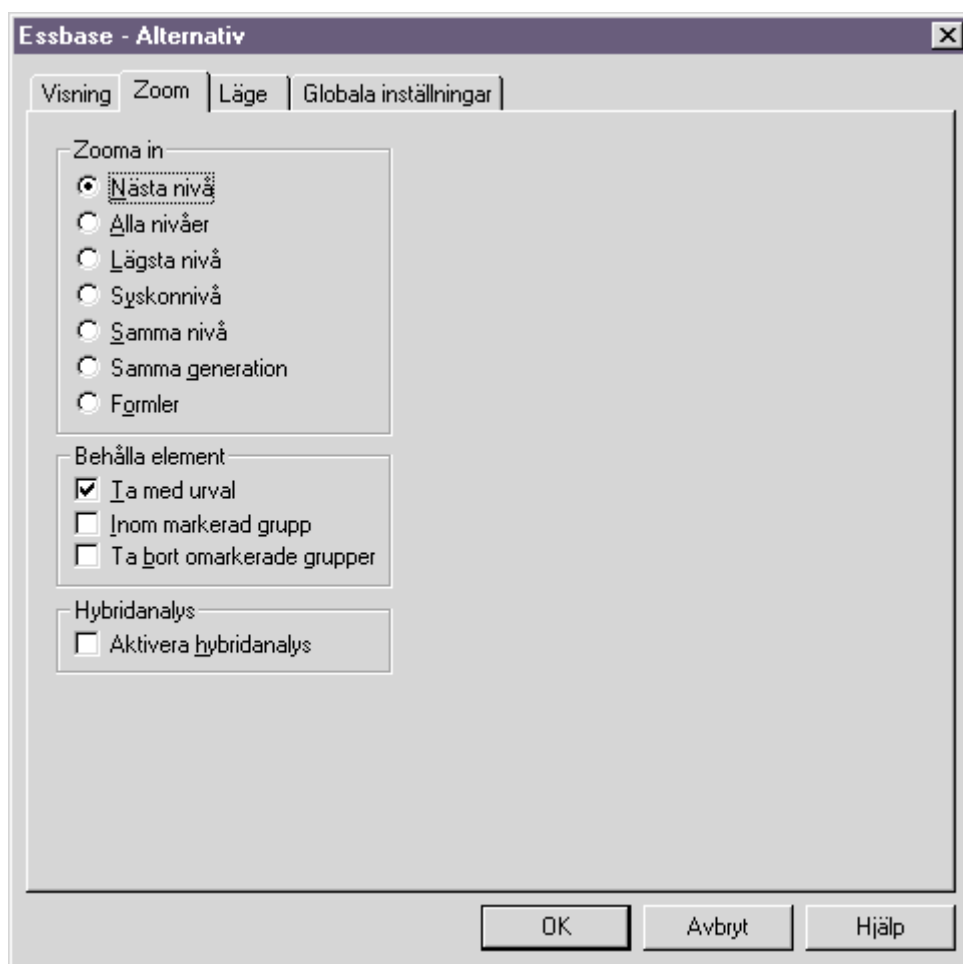 Essbase - Alternativ
Visning Zoom Läge Globala inställningar
Zooma in
Nästa nivå
Alla nivåer
Lägsta nivå
Syskonnivå
Samma nivå
Samma generation
Formler
Behålla element
Ta med urval
Inom markerad grupp
Ta bort omarkerade grupper
Hybridanalys
Aktivera hybridanalys
OK Avbryt Hjälp